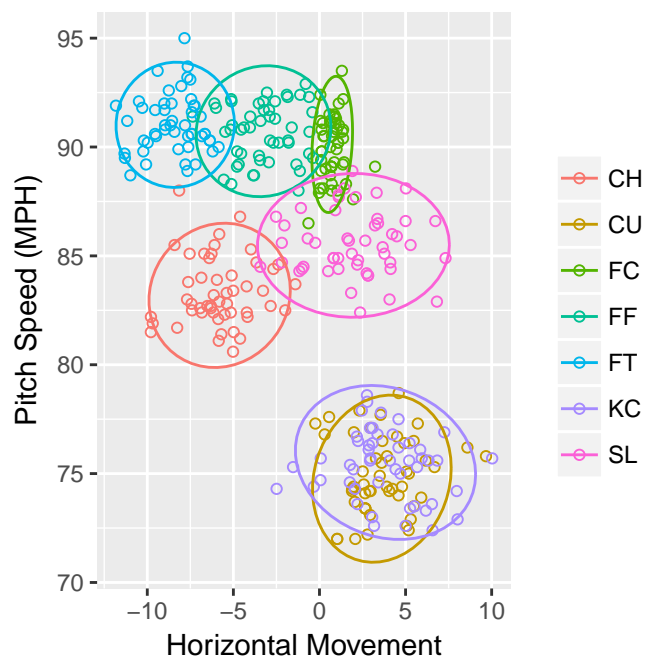 95
90
85
80
75
70
−10
−5
0
5
10
Horizontal Movement
Pitch Speed (MPH)
CH
CU
FC
FF
FT
KC
SL